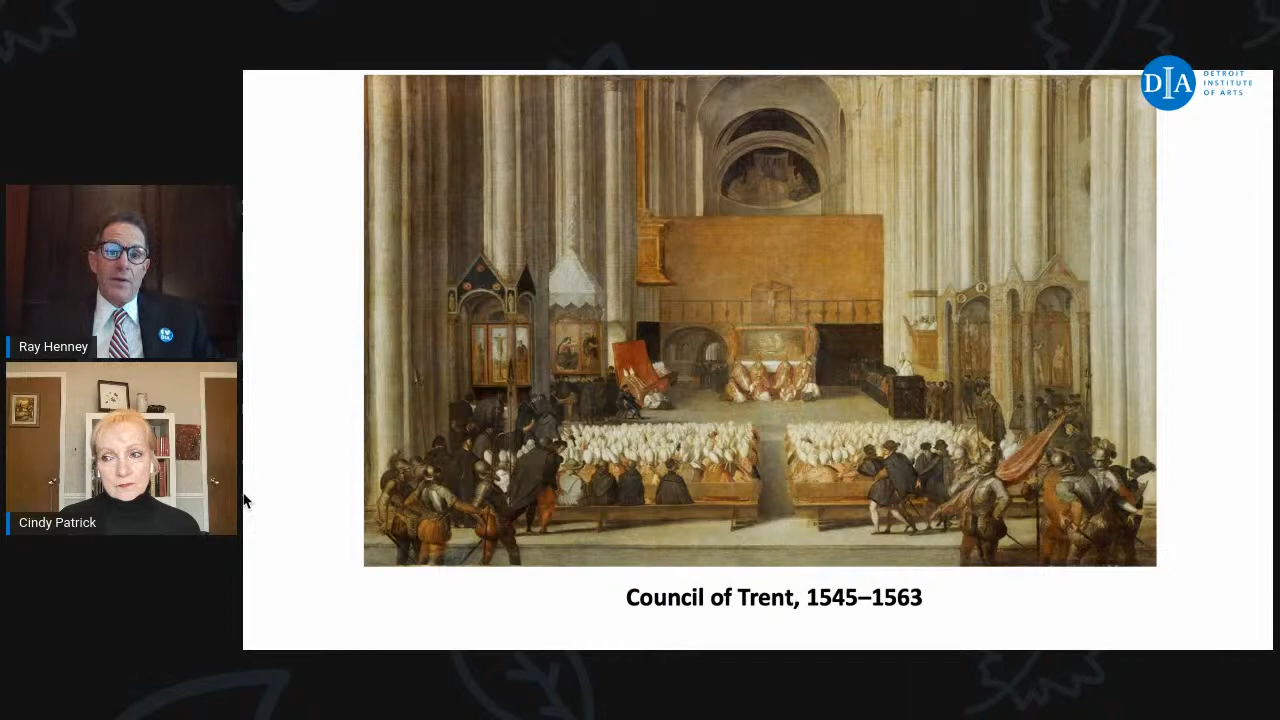 DIA
DETROIT
INSTITUTE
OF ARTS
Ray Henney
Cindy Patrick
Council of Trent, 1545–1563